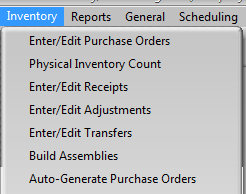 Inventory Reports General Scheduling
Enter/Edit Purchase Orders
Physical Inventory Count
Enter/Edit Receipts
Enter/Edit Adjustments
Enter/Edit Transfers
Build Assemblies
Auto-Generate Purchase Orders